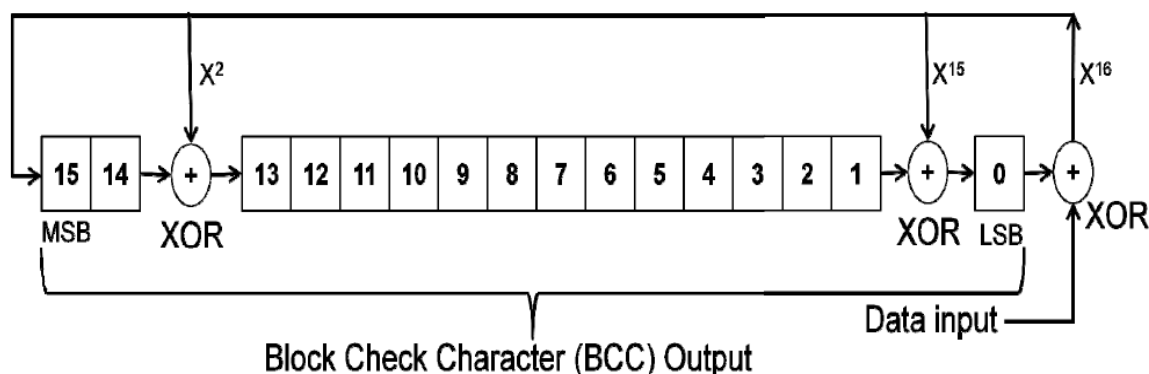 X² X¹⁵ X¹⁶
15 14 + 13 12 11 10 9 8 7 6 5 4 3 2 1 + 0 +
MSB XOR XOR LSB XOR
Data input
Block Check Character (BCC) Output